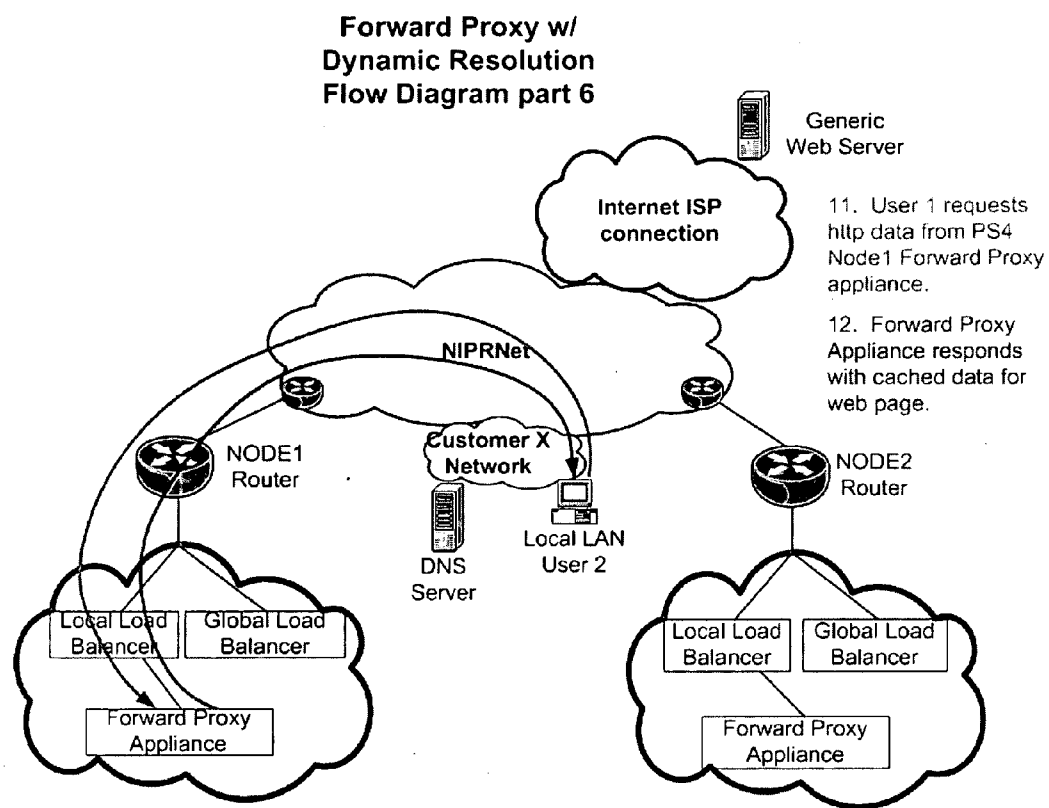 Forward Proxy w/
Dynamic Resolution
Flow Diagram part 6
Generic
Web Server
Internet ISP
connection
11. User 1 requests
http data from PS4
Node1 Forward Proxy
appliance.
12. Forward Proxy
Appliance responds
with cached data for
web page.
NIPRNet
Customer X
Network
NODE1
Router
NODE2
Router
DNS
Server
Local LAN
User 2
Local Load
Balancer
Global Load
Balancer
Forward Proxy
Appliance
Local Load
Balancer
Global Load
Balancer
Forward Proxy
Appliance